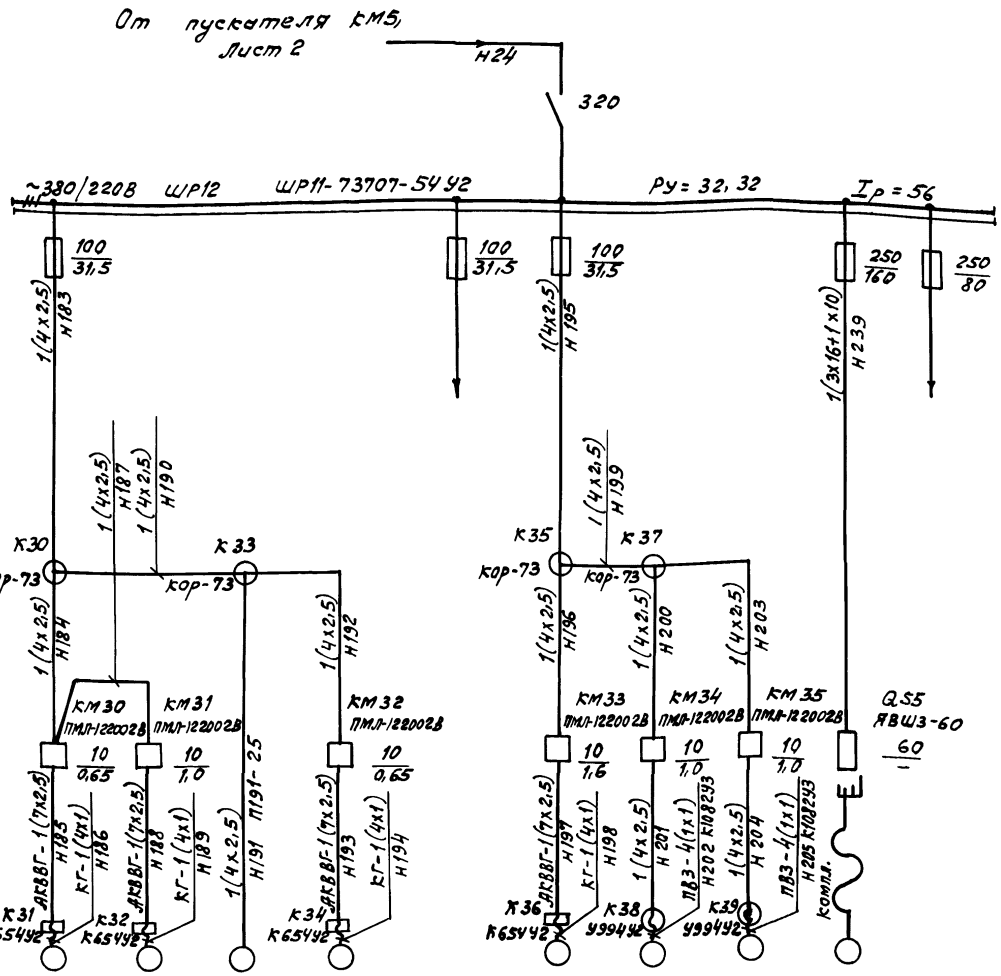 От пускателя КМ5,
Лист 2
Н24
320
~380/220В ШР12 ШР11-73707-54У2 Ру=32,32 Iр=56
100
31,5
100
31,5
100
31,5
250
160
250
80
1(4х2,5)
Н183
1(4х2,5)
Н195
1(3х16+1х10)
Н239
1(4х2,5)
Н187
1(4х2,5)
Н190
1(4х2,5)
Н199
К30
ор-73
К33
кор-73
К35
кор-73
К37
кор-73
1(4х2,5)
Н184
1(4х2,5)
Н192
1(4х2,5)
Н196
1(4х2,5)
Н200
1(4х2,5)
Н203
КМ30
ПМЛ-122002В
10
0,65
КМ31
ПМЛ-122002В
10
1,0
КМ32
ПМЛ-122002В
10
0,65
КМ33
ПМЛ-122002В
10
1,6
КМ34
ПМЛ-122002В
10
1,0
КМ35
ПМЛ-122002В
10
1,0
QS5
ЯВШ3-60
60
–
АКВВГ-1(7х2,5)
Н185
КГ-1(4х1)
Н186
АКВВГ-1(7х2,5)
Н188
КГ-1(4х1)
Н189
1(4х2,5)
Н191 П191-25
АКВВГ-1(7х2,5)
Н193
КГ-1(4х1)
Н194
АКВВГ-1(7х2,5)
Н197
КГ-1(4х1)
Н198
1(4х2,5)
Н201
ПВ3-4(1х1)
Н202 К1082У3
1(4х2,5)
Н204
ПВ3-4(1х1)
Н205 К1082У3
компл.
К31
654У2
К32
К654У2
К34
К654У2
К36
К654У2
К38
У994У2
К39
У994У2